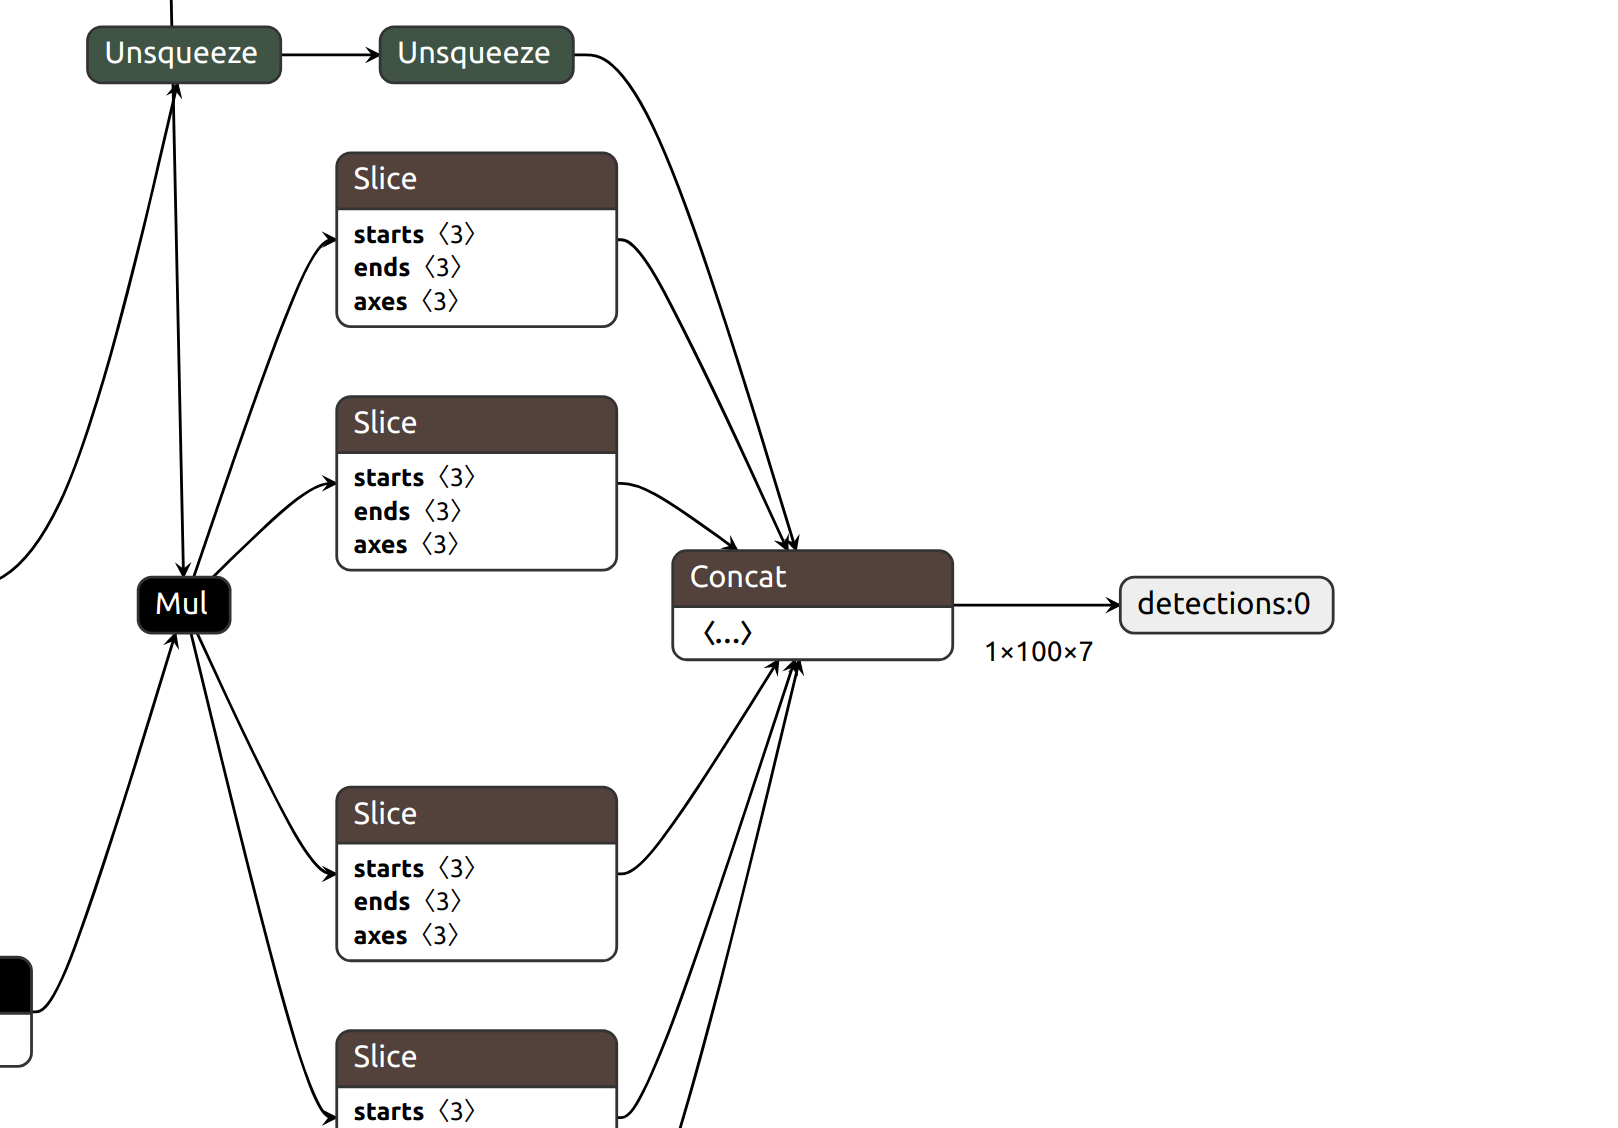 Unsqueeze
Unsqueeze
Slice
starts 〈3〉
ends 〈3〉
axes 〈3〉
Slice
starts 〈3〉
ends 〈3〉
axes 〈3〉
Mul
Concat
〈…〉
detections:0
1×100×7
Slice
starts 〈3〉
ends 〈3〉
axes 〈3〉
Slice
starts 〈3〉